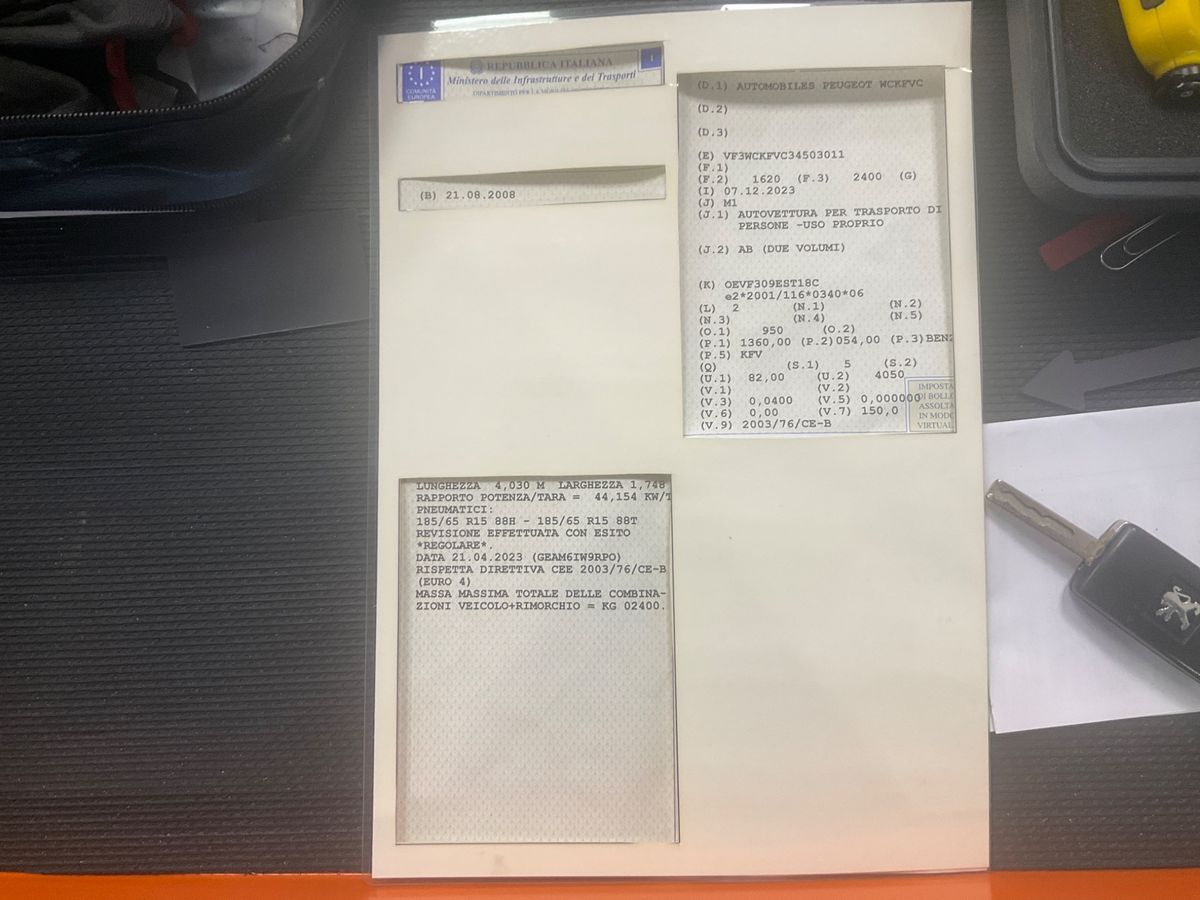 COMUNITÀ
EUROPEA
I
REPUBBLICA ITALIANA
I
Ministero delle Infrastrutture e dei Trasporti
DIPARTIMENTO PER LA
(B) 21.08.2008
LUNGHEZZA 4,030 M LARGHEZZA 1,748
RAPPORTO POTENZA/TARA = 44,154 KW/T
PNEUMATICI:
185/65 R15 88H - 185/65 R15 88T
REVISIONE EFFETTUATA CON ESITO
*REGOLARE*.
DATA 21.04.2023 (GEAM6IW9RPO)
RISPETTA DIRETTIVA CEE 2003/76/CE-B
(EURO 4)
MASSA MASSIMA TOTALE DELLE COMBINA-
ZIONI VEICOLO+RIMORCHIO = KG 02400.
(D.1) AUTOMOBILES PEUGEOT WCKFVC
(D.2)
(D.3)
(E) VF3WCKFVC34503011
(F.1)
(F.2) 1620 (F.3) 2400 (G)
(I) 07.12.2023
(J) M1
(J.1) AUTOVETTURA PER TRASPORTO DI
PERSONE -USO PROPRIO
(J.2) AB (DUE VOLUMI)
(K) OEVF309EST18C
e2*2001/116*0340*06
(L) 2 (N.1) (N.2)
(N.3) (N.4) (N.5)
(O.1) 950 (O.2)
(P.1) 1360,00 (P.2)054,00 (P.3)BENZ
(P.5) KFV
(Q) (S.1) 5 (S.2)
(U.1) 82,00 (U.2) 4050
(V.1) (V.2)
(V.3) 0,0400 (V.5) 0,000000
(V.6) 0,00 (V.7) 150,0
(V.9) 2003/76/CE-B
IMPOSTA
DI BOLLO
ASSOLTA
IN MODO
VIRTUAL